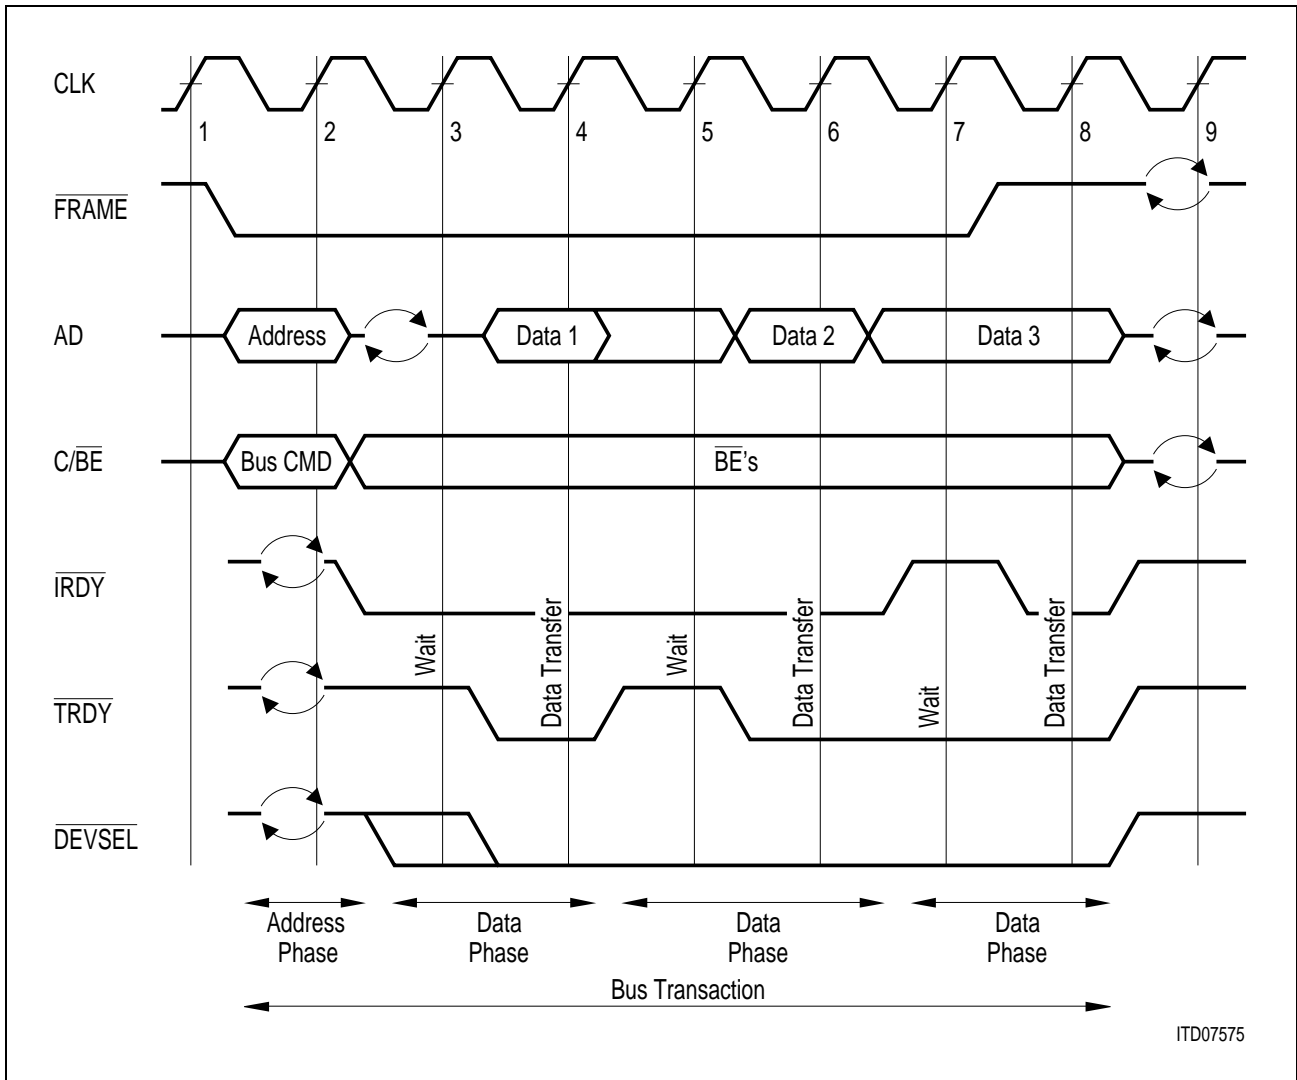 CLK
1 2 3 4 5 6 7 8 9
FRAME
AD
Address
Data 1
Data 2
Data 3
C/BE
Bus CMD
BE's
IRDY
Wait
Data Transfer
Wait
Data Transfer
Wait
Data Transfer
TRDY
DEVSEL
Address
Phase
Data
Phase
Data
Phase
Data
Phase
Bus Transaction
ITD07575